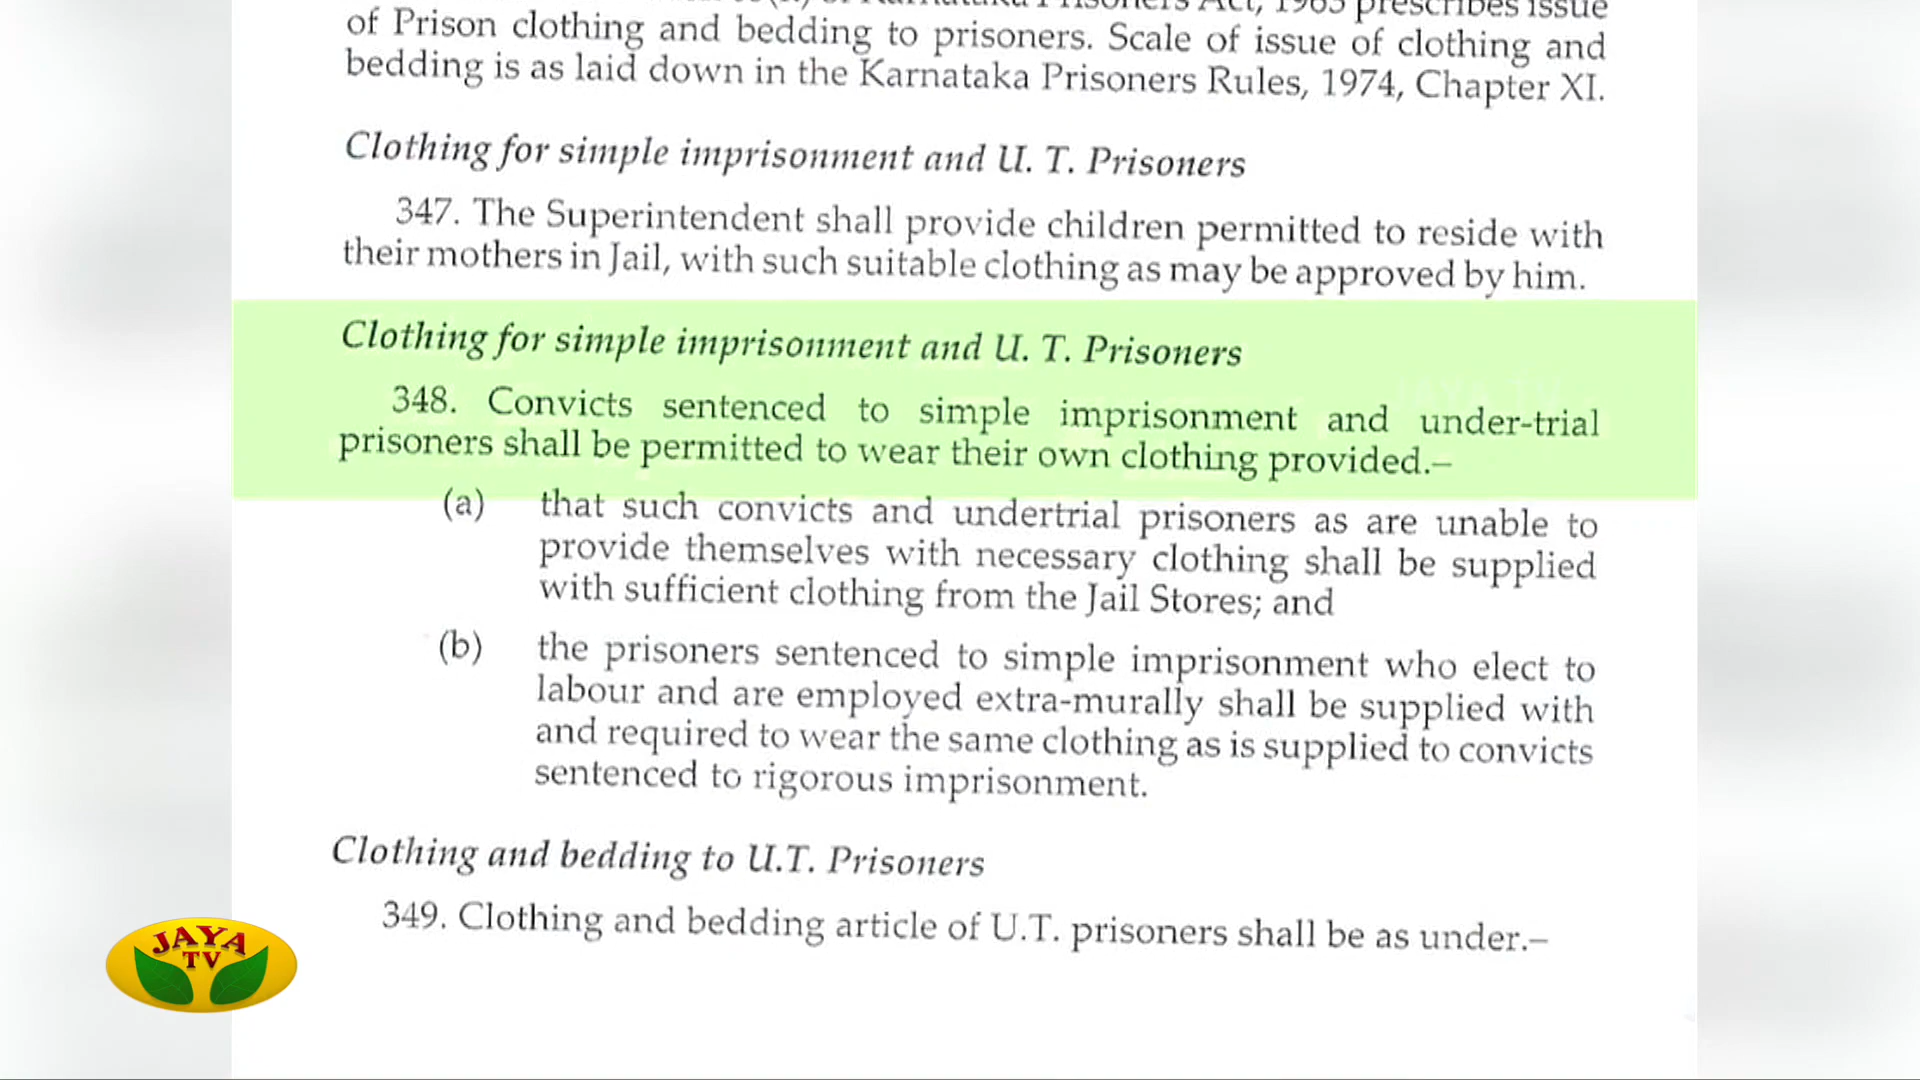 Prisoners Act, 1963 prescribes issue
of Prison clothing and bedding to prisoners. Scale of issue of clothing and
bedding is as laid down in the Karnataka Prisoners Rules, 1974, Chapter XI.
Clothing for simple imprisonment and U. T. Prisoners
347. The Superintendent shall provide children permitted to reside with
their mothers in Jail, with such suitable clothing as may be approved by him.
Clothing for simple imprisonment and U. T. Prisoners
348. Convicts sentenced to simple imprisonment and under-trial
prisoners shall be permitted to wear their own clothing provided.–
(a) that such convicts and undertrial prisoners as are unable to
provide themselves with necessary clothing shall be supplied
with sufficient clothing from the Jail Stores; and
(b) the prisoners sentenced to simple imprisonment who elect to
labour and are employed extra-murally shall be supplied with
and required to wear the same clothing as is supplied to convicts
sentenced to rigorous imprisonment.
Clothing and bedding to U.T. Prisoners
349. Clothing and bedding article of U.T. prisoners shall be as under.–
JAYA
TV
JAYA TV